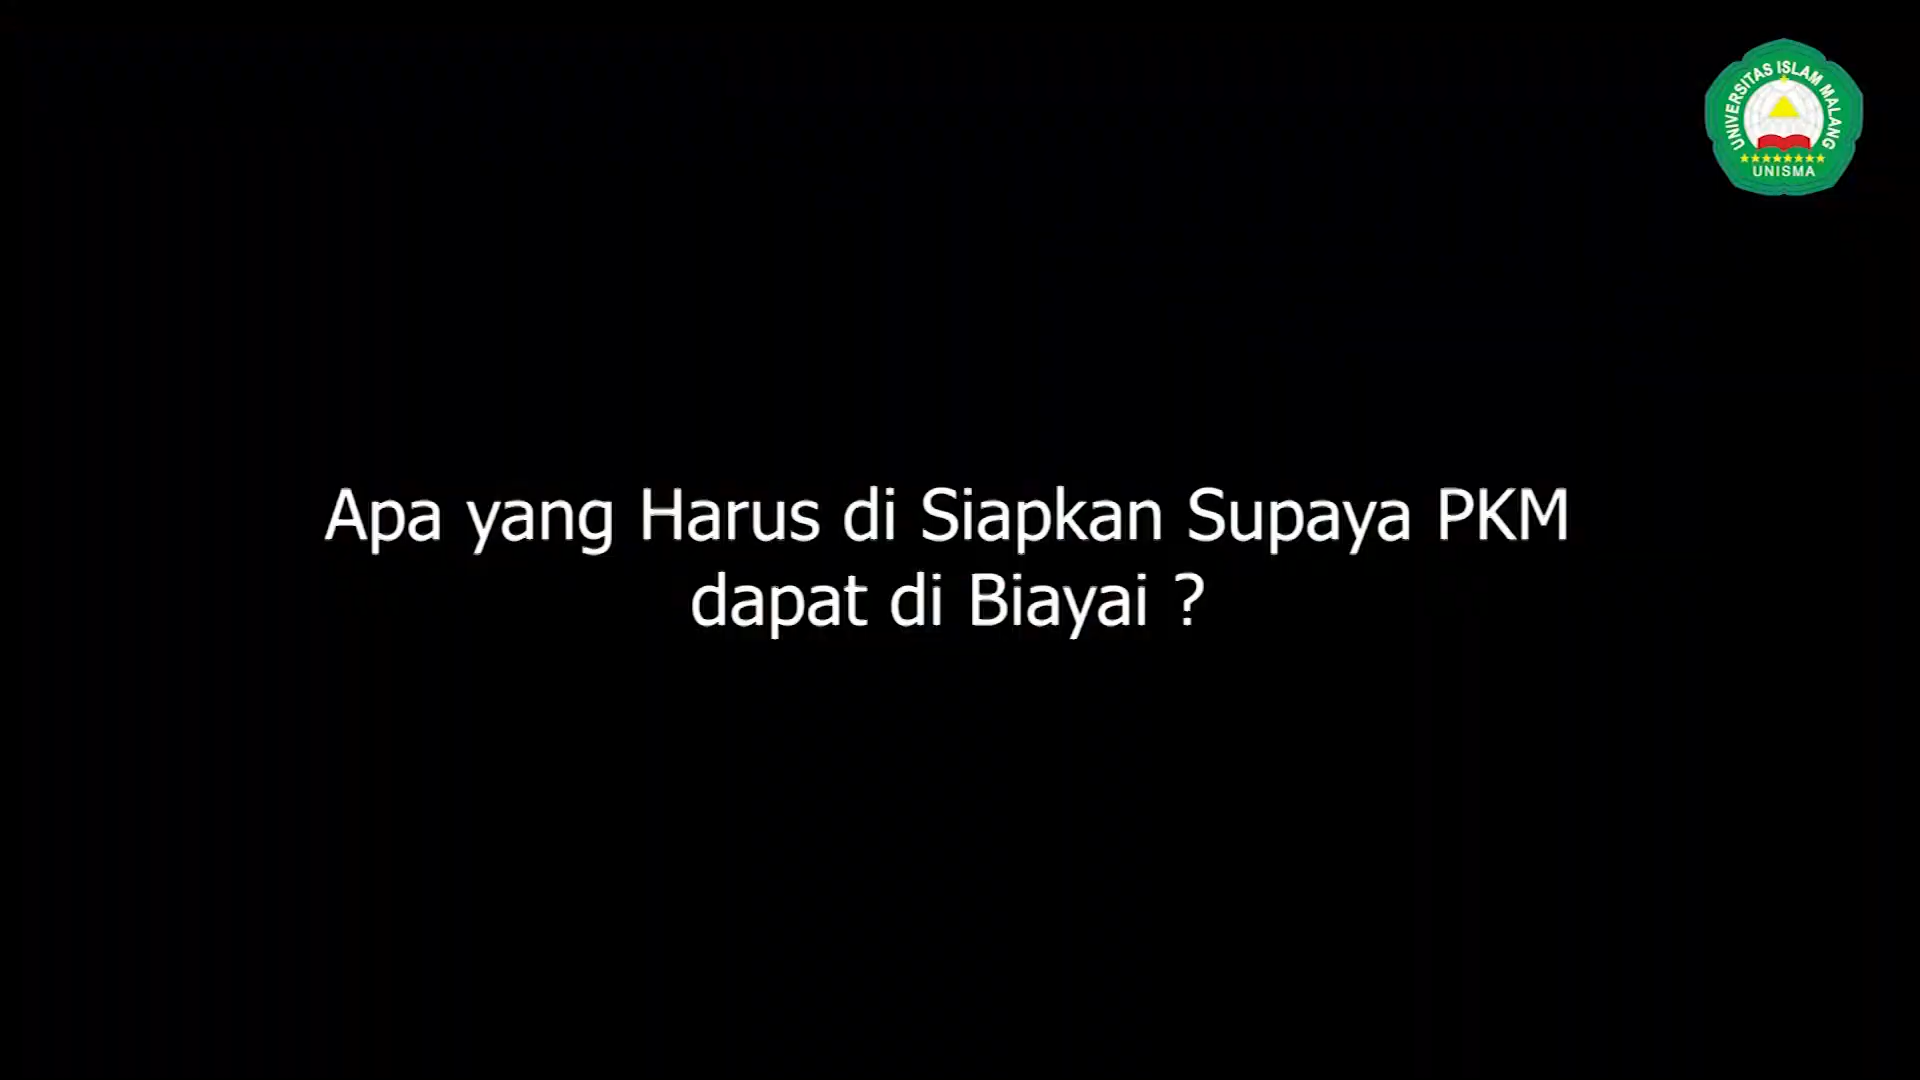 UNIVERSITAS ISLAM MALANG
UNISMA
Apa yang Harus di Siapkan Supaya PKM
dapat di Biayai ?